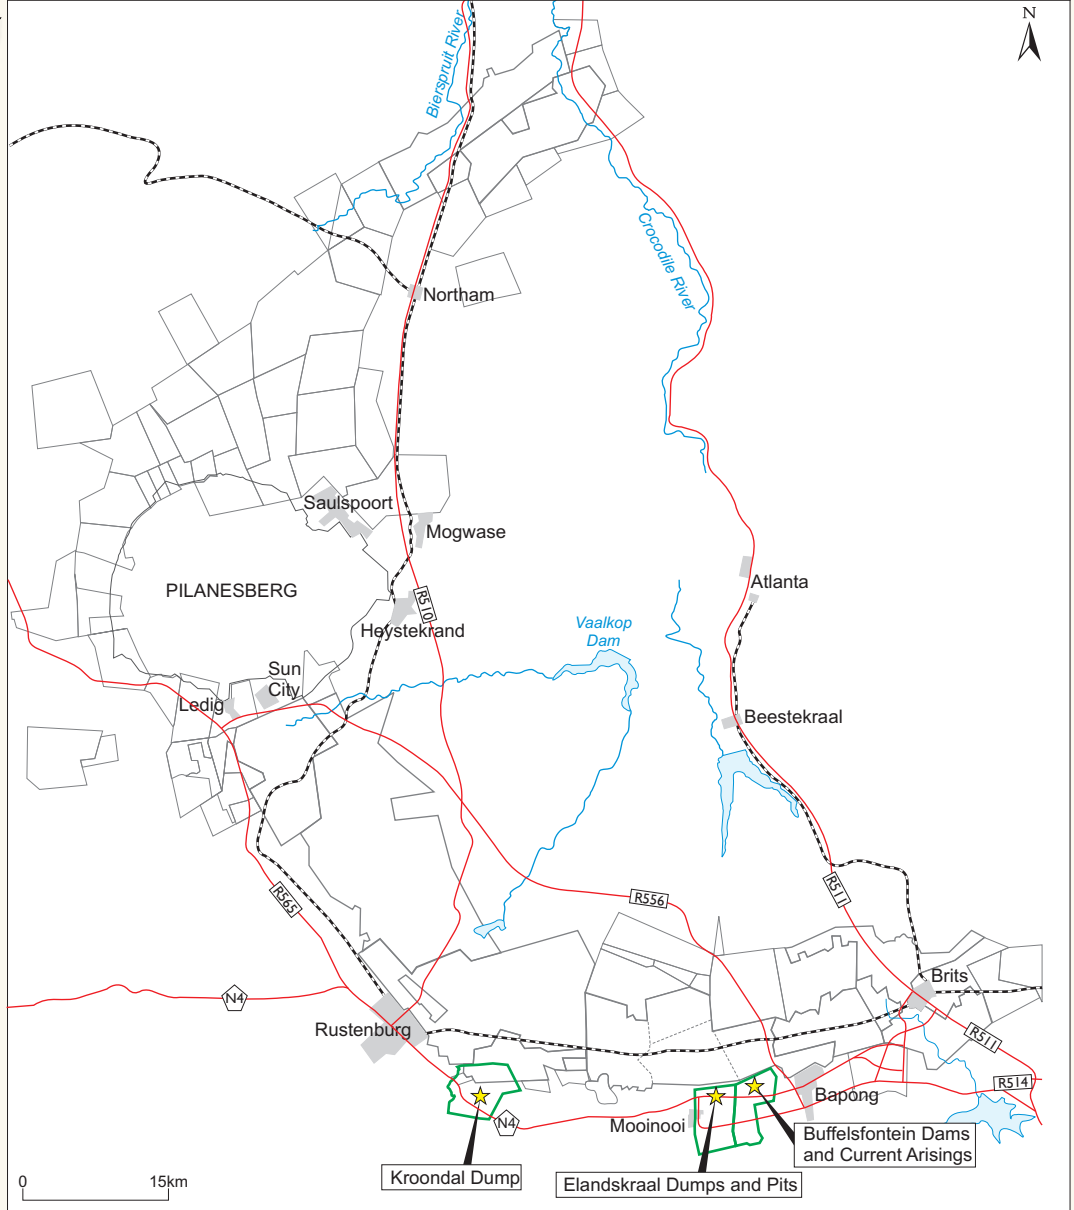 N
Bierspruit River
Crocodile River
Northam
Saulspoort
Mogwase
PILANESBERG
Atlanta
R510
Heystekrand
Vaalkop
Dam
Sun
City
Ledig
Beestekraal
R565
R556
R511
Brits
N4
Rustenburg
R511
R514
Bapong
Mooinooi
N4
Buffelsfontein Dams
and Current Arisings
Kroondal Dump
Elandskraal Dumps and Pits
0 15km